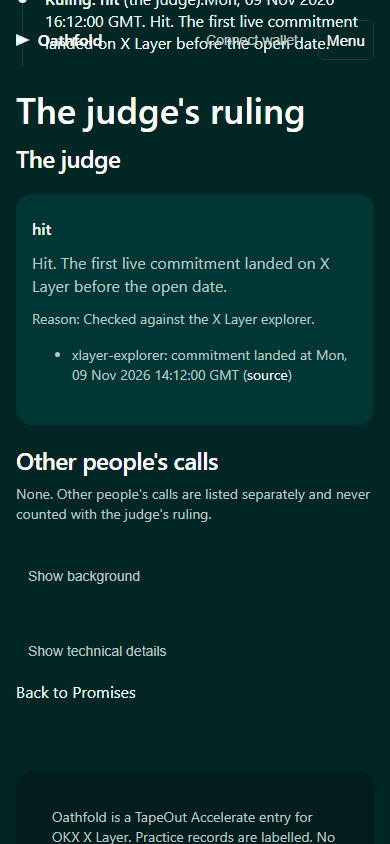 Ruling: hit (the judge).Mon, 09 Nov 2026
16:12:00 GMT. Hit. The first live commitment
landed on X Layer before the open date.
Oathfold
Connect wallet
Menu
The judge's ruling
The judge
hit
Hit. The first live commitment landed on X
Layer before the open date.
Reason: Checked against the X Layer explorer.
xlayer-explorer: commitment landed at Mon,
09 Nov 2026 14:12:00 GMT (source)
Other people's calls
None. Other people's calls are listed separately and never
counted with the judge's ruling.
Show background
Show technical details
Back to Promises
Oathfold is a TapeOut Accelerate entry for
OKX X Layer. Practice records are labelled. No